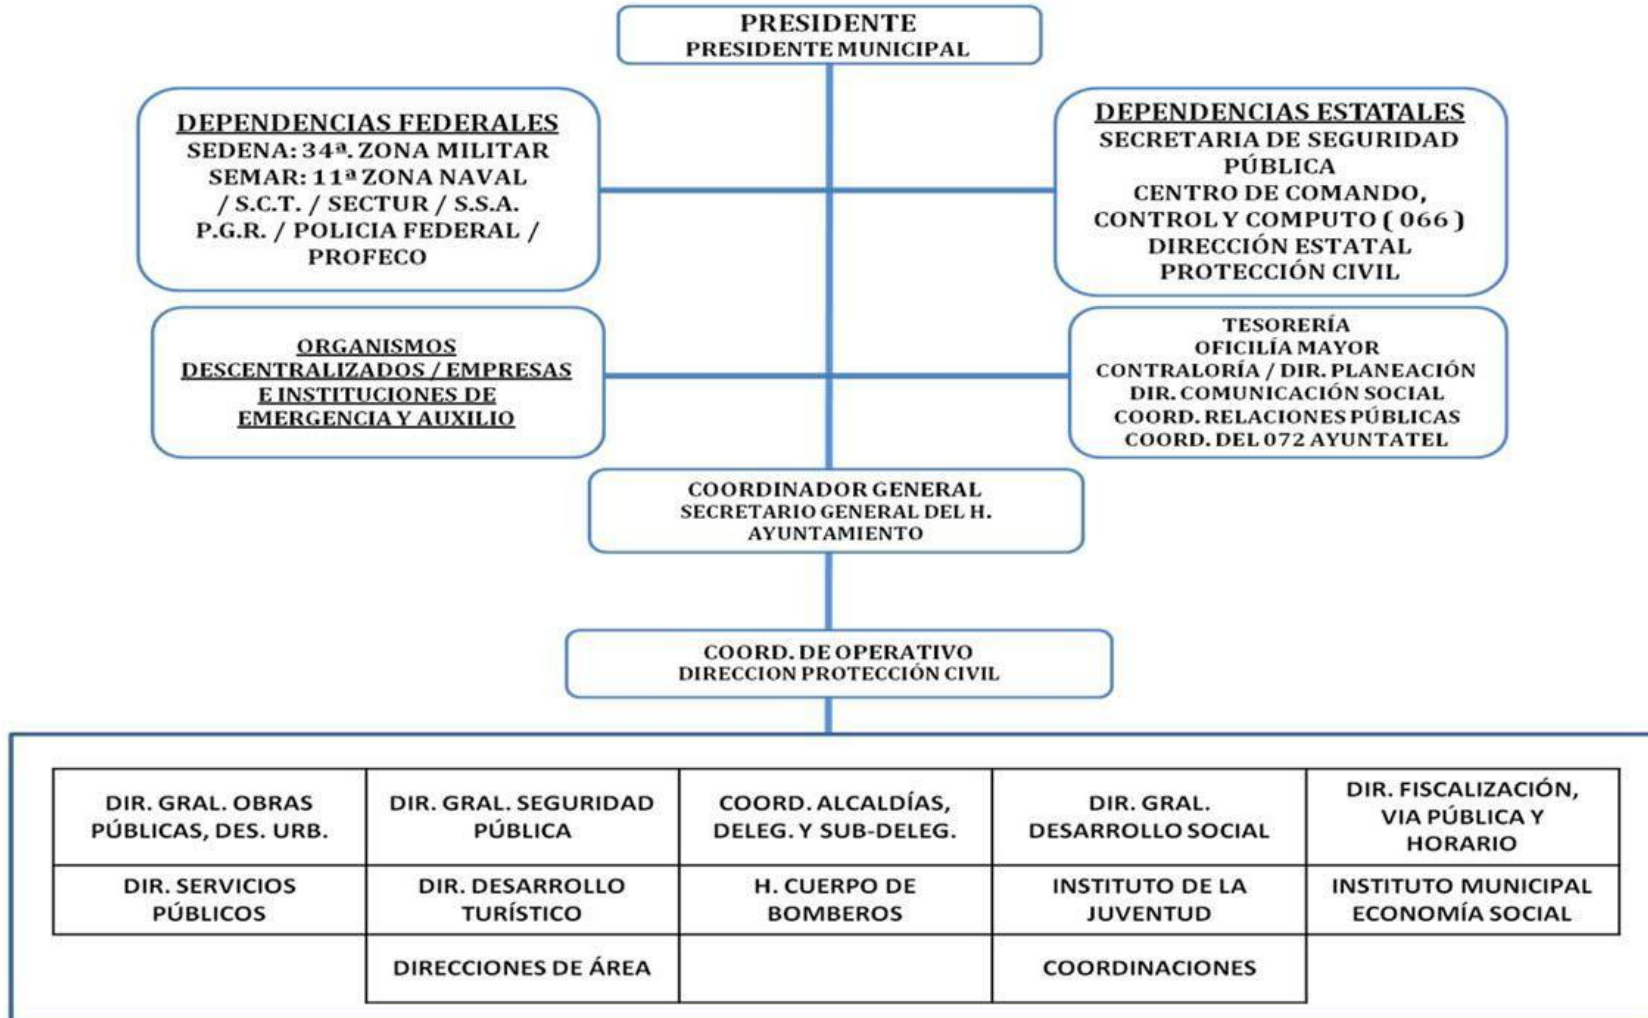 PRESIDENTE
PRESIDENTE MUNICIPAL
DEPENDENCIAS FEDERALES
SEDENA: 34ª. ZONA MILITAR
SEMAR: 11ª ZONA NAVAL
/ S.C.T. / SECTUR / S.S.A.
P.G.R. / POLICIA FEDERAL /
PROFECO
DEPENDENCIAS ESTATALES
SECRETARIA DE SEGURIDAD
PÚBLICA
CENTRO DE COMANDO,
CONTROL Y COMPUTO ( 066 )
DIRECCIÓN ESTATAL
PROTECCIÓN CIVIL
ORGANISMOS
DESCENTRALIZADOS / EMPRESAS
E INSTITUCIONES DE
EMERGENCIA Y AUXILIO
TESORERÍA
OFICILÍA MAYOR
CONTRALORÍA / DIR. PLANEACIÓN
DIR. COMUNICACIÓN SOCIAL
COORD. RELACIONES PÚBLICAS
COORD. DEL 072 AYUNTATEL
COORDINADOR GENERAL
SECRETARIO GENERAL DEL H.
AYUNTAMIENTO
COORD. DE OPERATIVO
DIRECCION PROTECCIÓN CIVIL
DIR. GRAL. OBRAS
PÚBLICAS, DES. URB.
DIR. GRAL. SEGURIDAD
PÚBLICA
COORD. ALCALDÍAS,
DELEG. Y SUB-DELEG.
DIR. GRAL.
DESARROLLO SOCIAL
DIR. FISCALIZACIÓN,
VIA PÚBLICA Y
HORARIO
DIR. SERVICIOS
PÚBLICOS
DIR. DESARROLLO
TURÍSTICO
H. CUERPO DE
BOMBEROS
INSTITUTO DE LA
JUVENTUD
INSTITUTO MUNICIPAL
ECONOMÍA SOCIAL
DIRECCIONES DE ÁREA
COORDINACIONES